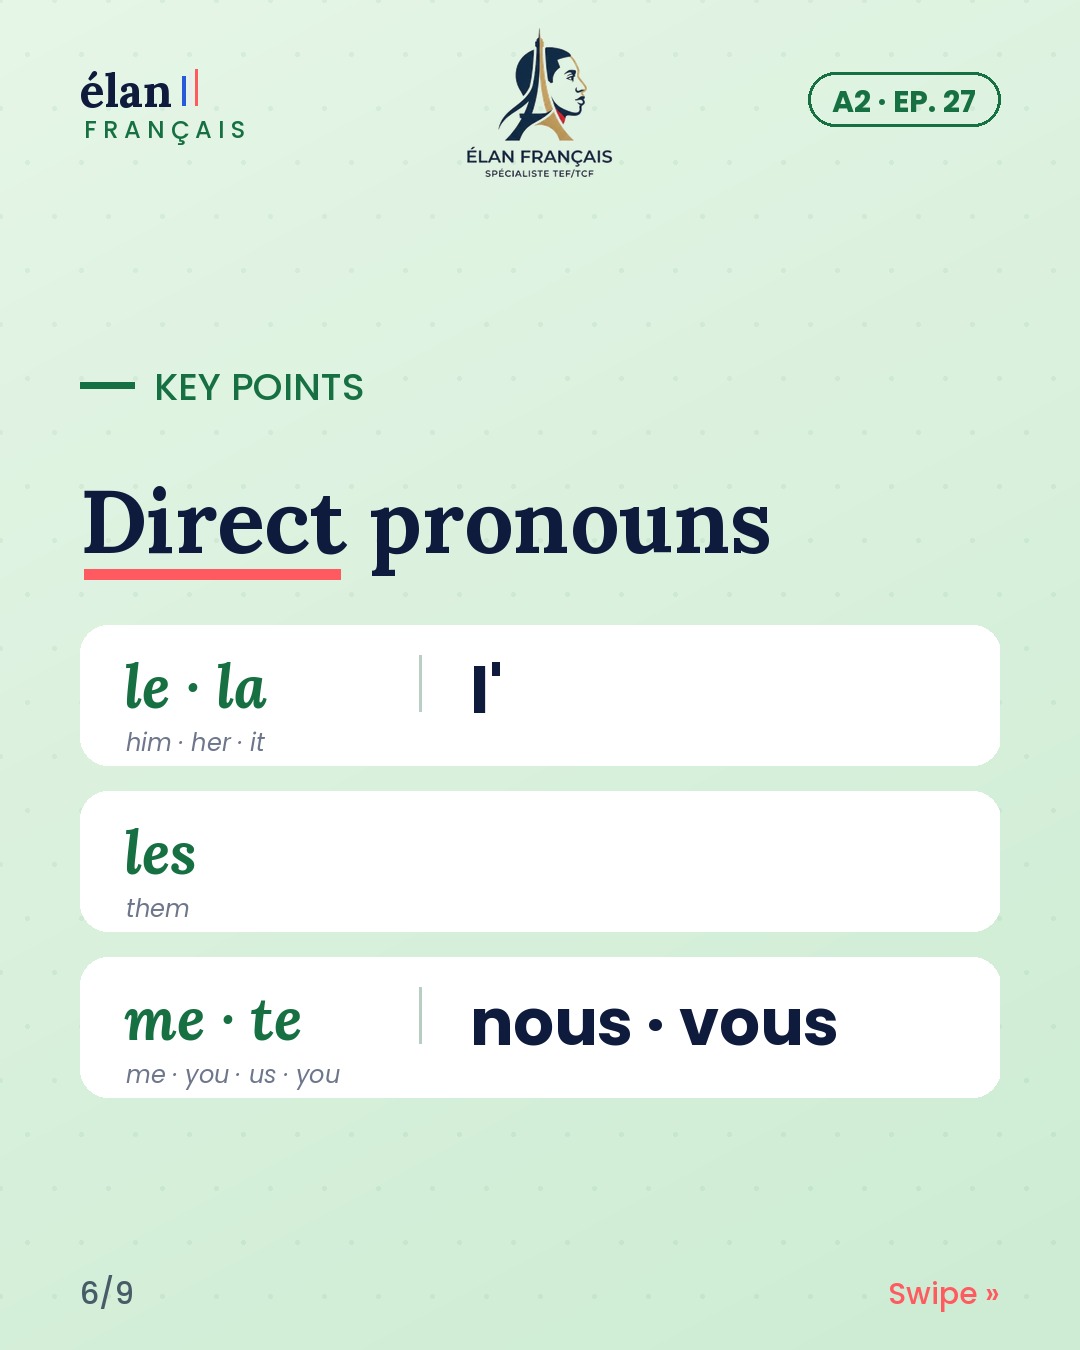 élan
FRANÇAIS
ÉLAN FRANÇAIS
SPÉCIALISTE TEF/TCF
A2 · EP. 27
KEY POINTS
Direct pronouns
le · la
l'
him · her · it
les
them
me · te
nous · vous
me · you · us · you
6/9
Swipe »